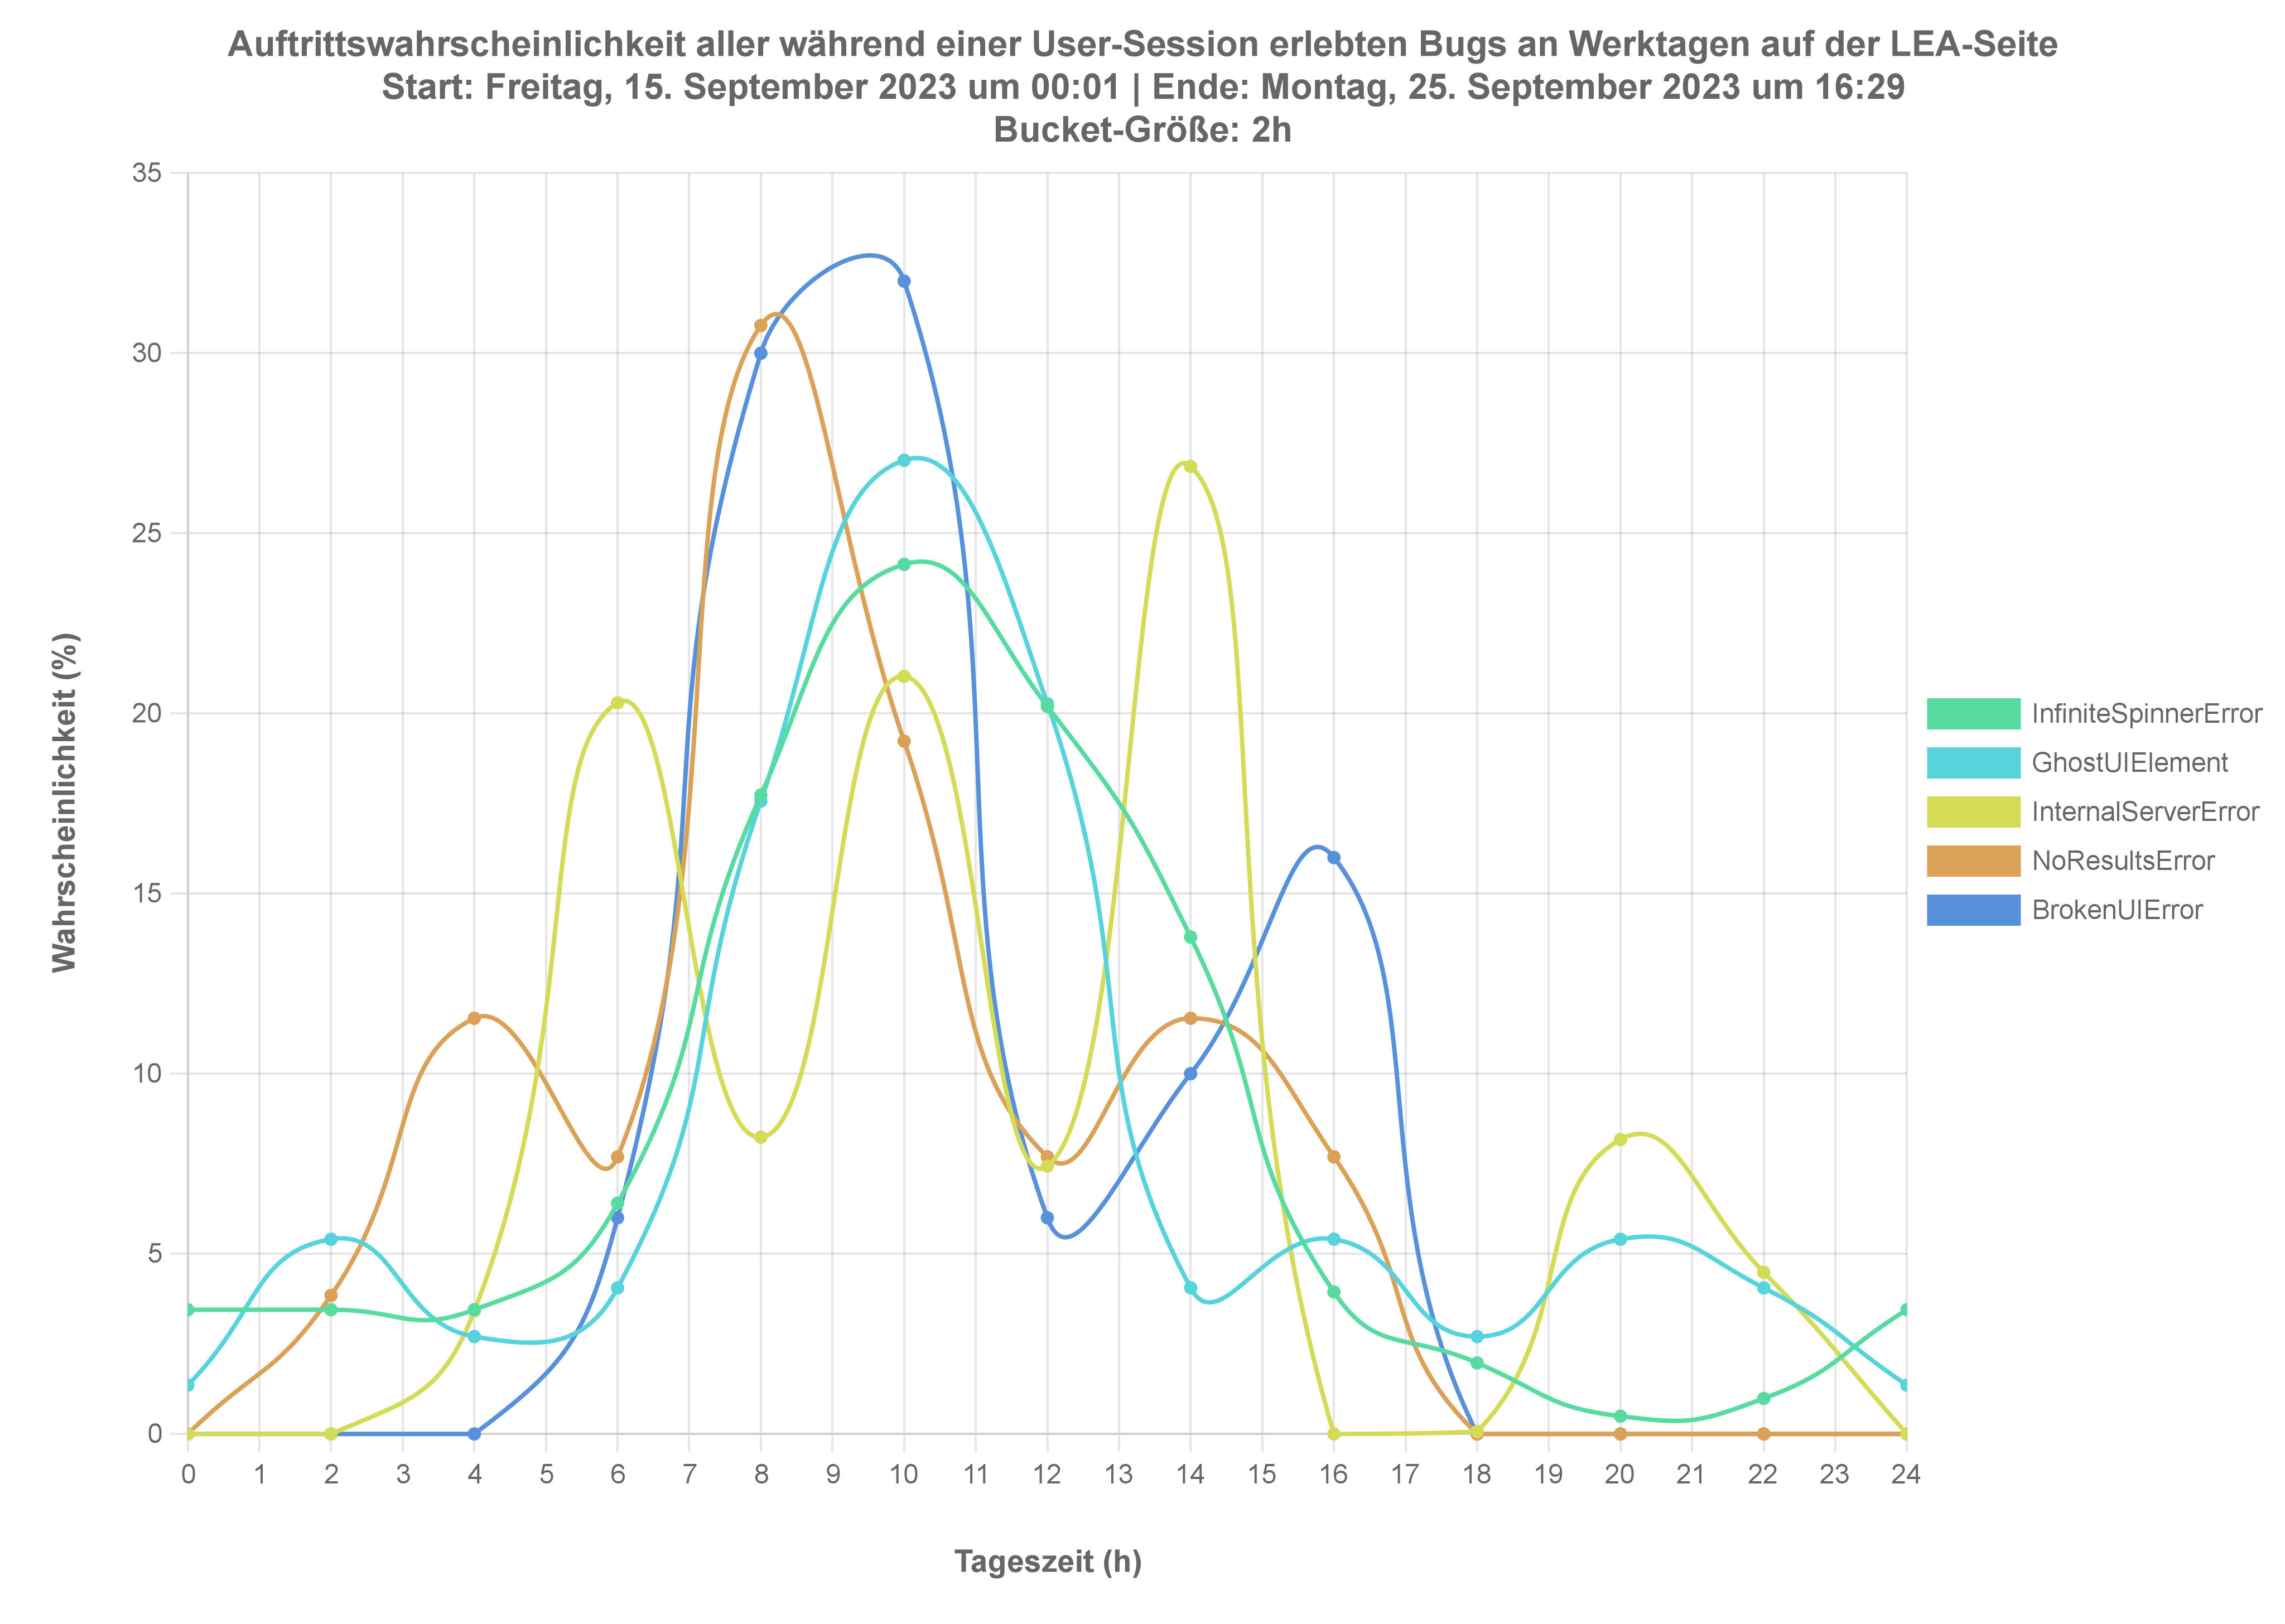 Auftrittswahrscheinlichkeit aller während einer User-Session erlebten Bugs an Werktagen auf der LEA-Seite
Start: Freitag, 15. September 2023 um 00:01 | Ende: Montag, 25. September 2023 um 16:29
Bucket-Größe: 2h
35
30
25
20
15
10
5
0
Wahrscheinlichkeit (%)
0 1 2 3 4 5 6 7 8 9 10 11 12 13 14 15 16 17 18 19 20 21 22 23 24
Tageszeit (h)
InfiniteSpinnerError
GhostUIElement
InternalServerError
NoResultsError
BrokenUIError